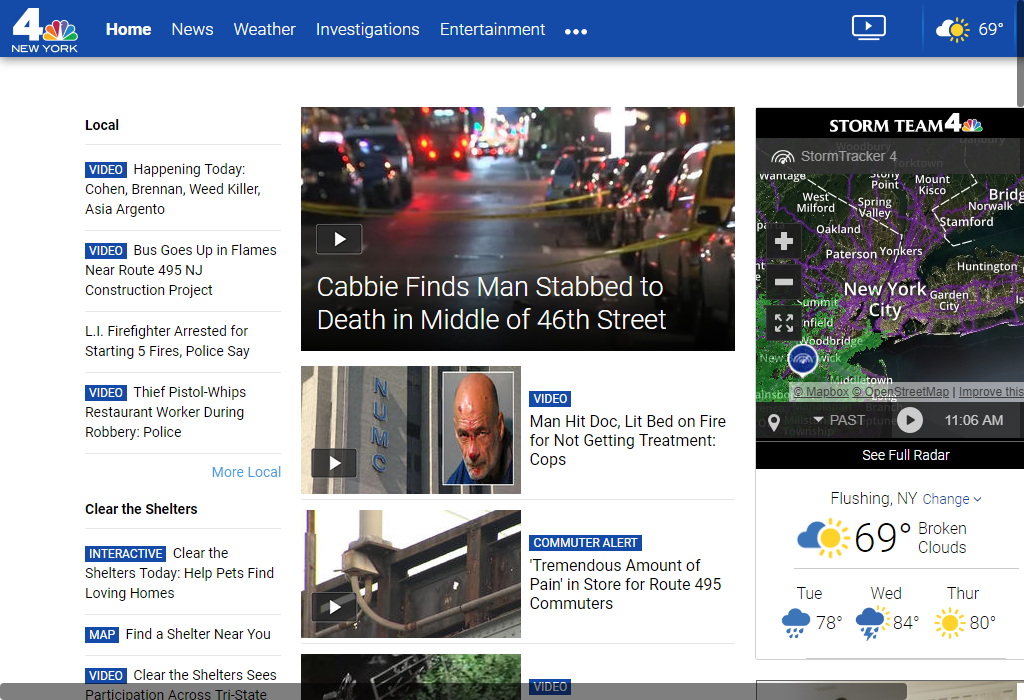 4
NEW YORK
Home News Weather Investigations Entertainment •••
69°
Local
VIDEO Happening Today:
Cohen, Brennan, Weed Killer,
Asia Argento
VIDEO Bus Goes Up in Flames
Near Route 495 NJ
Construction Project
L.I. Firefighter Arrested for
Starting 5 Fires, Police Say
VIDEO Thief Pistol-Whips
Restaurant Worker During
Robbery: Police
More Local
Clear the Shelters
INTERACTIVE Clear the
Shelters Today: Help Pets Find
Loving Homes
MAP Find a Shelter Near You
VIDEO Clear the Shelters Sees
Participation Across Tri-State
Cabbie Finds Man Stabbed to
Death in Middle of 46th Street
NUMC
VIDEO
Man Hit Doc, Lit Bed on Fire
for Not Getting Treatment:
Cops
COMMUTER ALERT
'Tremendous Amount of
Pain' in Store for Route 495
Commuters
VIDEO
STORM TEAM 4
StormTracker 4
Woodbury
Danbury
Yorktown
Wantage
Stony
Point
Mount
Kisco
West
Milford
Spring
Valley
Bridg
Norwalk
Stamford
Oakland
Paterson
Yonkers
Huntington
New York
City
Garden
City
Summit
nfield
Woodbridge
Middletown
© Mapbox © OpenStreetMap | Improve this
PAST
11:06 AM
See Full Radar
Flushing, NY Change
69° Broken
Clouds
Tue Wed Thur
78° 84° 80°